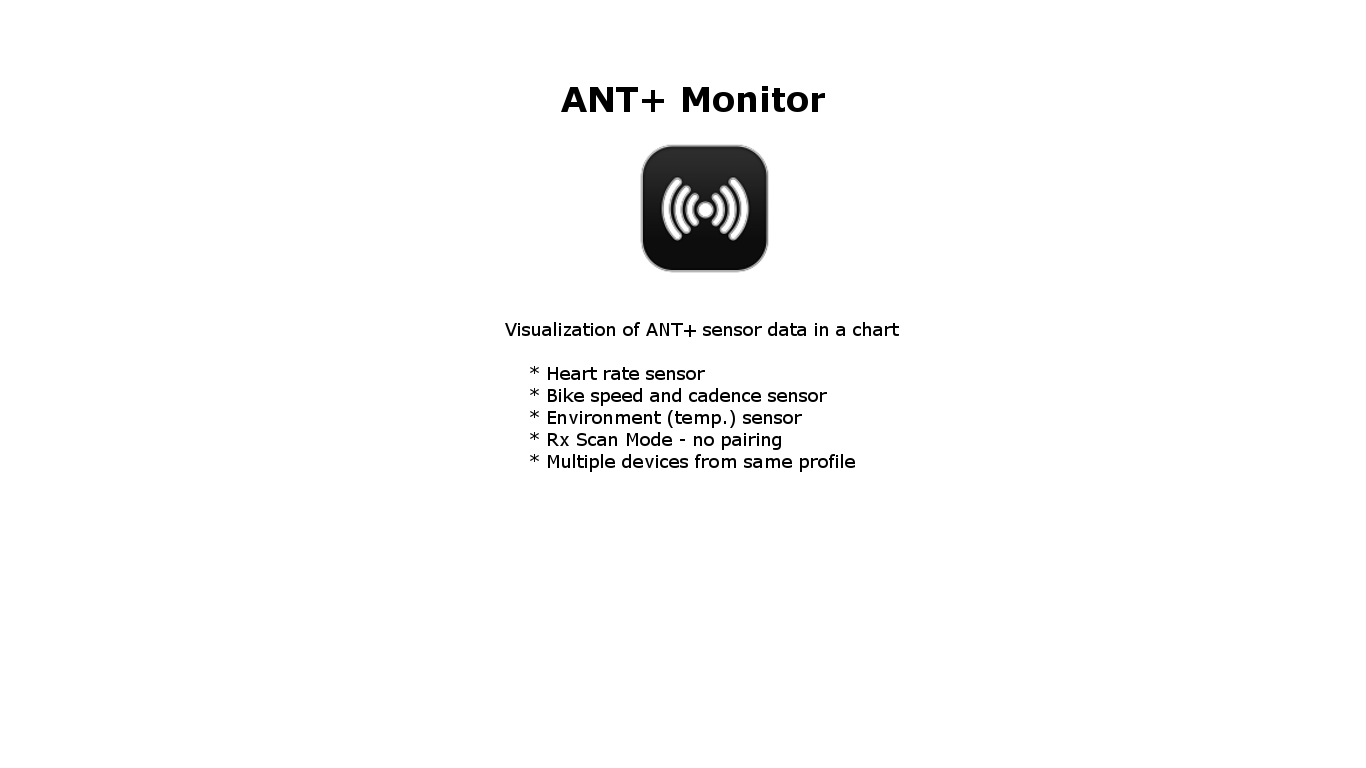 ANT+ Monitor
Visualization of ANT+ sensor data in a chart
* Heart rate sensor
* Bike speed and cadence sensor
* Environment (temp.) sensor
* Rx Scan Mode - no pairing
* Multiple devices from same profile